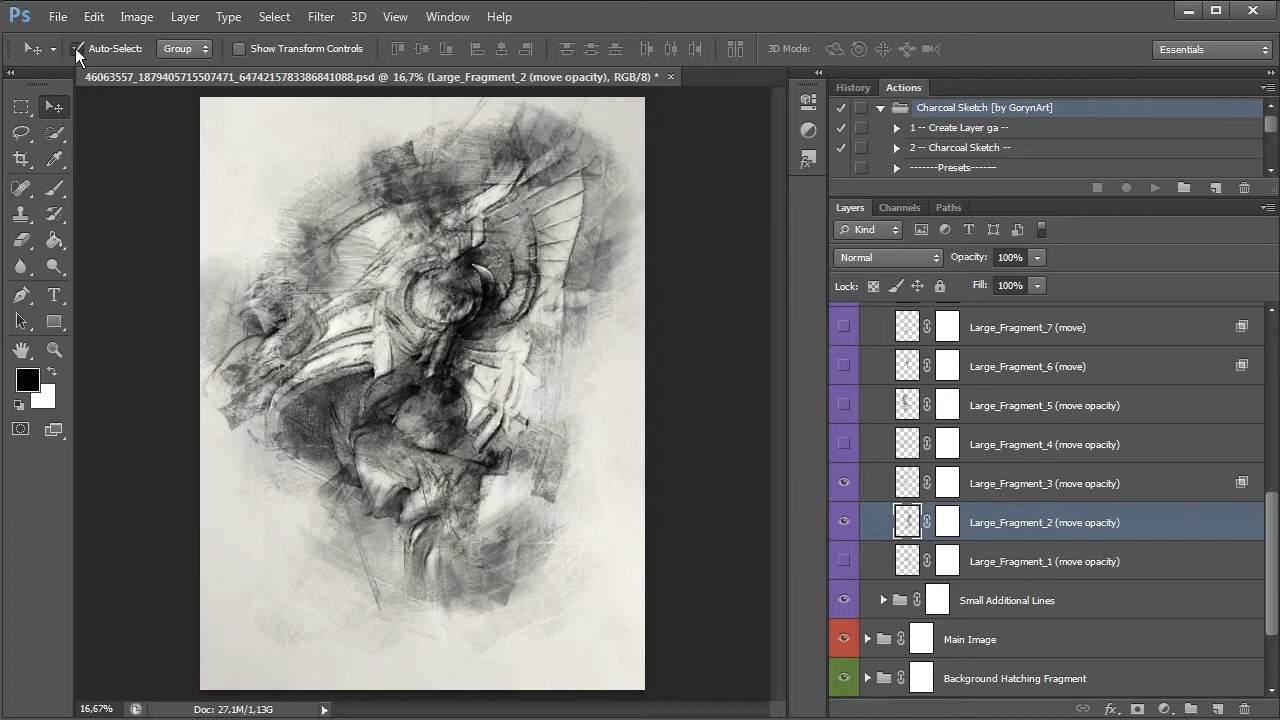 Ps File Edit Image Layer Type Select Filter 3D View Window Help
Auto-Select: Group Show Transform Controls 3D Mode: Essentials
46063557_1879405715507471_6474215783386841088.psd @ 16,7% (Large_Fragment_2 (move opacity), RGB/8) *
History Actions
Charcoal Sketch [by GorynArt]
1 -- Create Layer ga --
2 -- Charcoal Sketch --
-------Presets-------
Layers Channels Paths
Kind
Normal Opacity: 100%
Lock: Fill: 100%
Large_Fragment_7 (move)
Large_Fragment_6 (move)
Large_Fragment_5 (move opacity)
Large_Fragment_4 (move opacity)
Large_Fragment_3 (move opacity)
Large_Fragment_2 (move opacity)
Large_Fragment_1 (move opacity)
Small Additional Lines
Main Image
Background Hatching Fragment
16,67% Doc: 27,1M/1,13G
fx